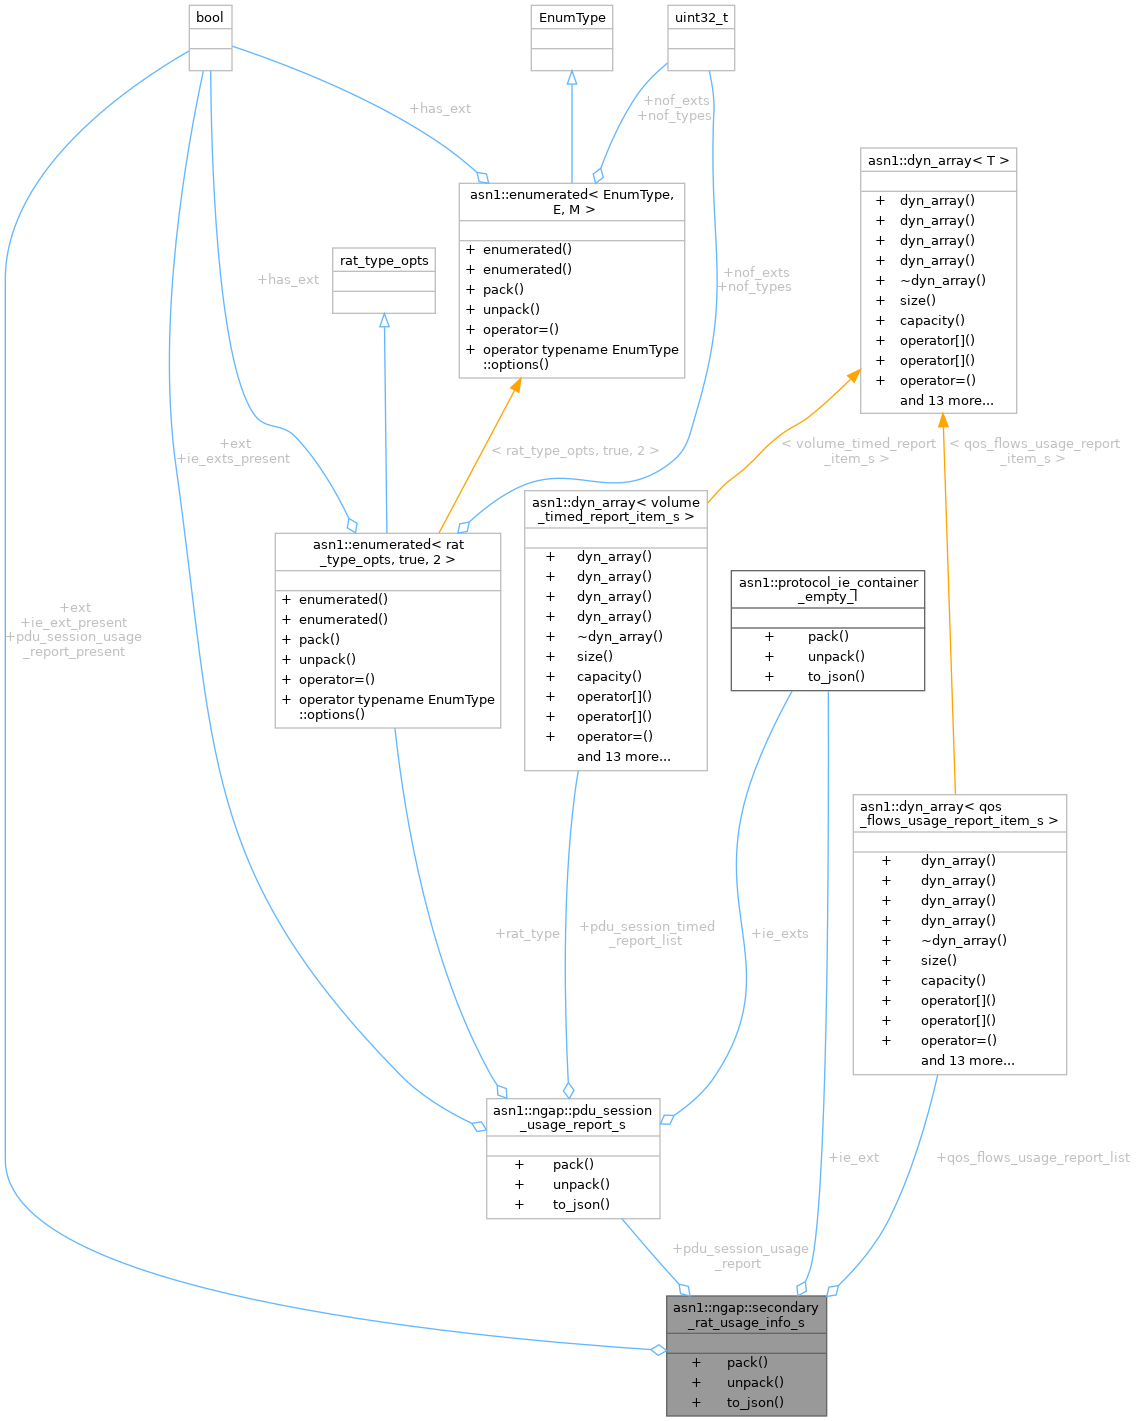 bool
EnumType
uint32_t
+has_ext
+nof_exts
+nof_types
asn1::dyn_array< T >
+ dyn_array()
+ dyn_array()
+ dyn_array()
+ dyn_array()
+ ~dyn_array()
+ size()
+ capacity()
+ operator[]()
+ operator[]()
+ operator=()
and 13 more...
asn1::enumerated< EnumType,
E, M >
+ enumerated()
+ enumerated()
+ pack()
+ unpack()
+ operator=()
+ operator typename EnumType
::options()
rat_type_opts
+has_ext
+nof_exts
+nof_types
+ext
+ie_exts_present
< rat_type_opts, true, 2 >
< volume_timed_report
_item_s >
< qos_flows_usage_report
_item_s >
asn1::enumerated< rat
_type_opts, true, 2 >
+ enumerated()
+ enumerated()
+ pack()
+ unpack()
+ operator=()
+ operator typename EnumType
::options()
asn1::dyn_array< volume
_timed_report_item_s >
+ dyn_array()
+ dyn_array()
+ dyn_array()
+ dyn_array()
+ ~dyn_array()
+ size()
+ capacity()
+ operator[]()
+ operator[]()
+ operator=()
and 13 more...
asn1::protocol_ie_container
_empty_l
+ pack()
+ unpack()
+ to_json()
+ext
+ie_ext_present
+pdu_session_usage
_report_present
asn1::dyn_array< qos
_flows_usage_report_item_s >
+ dyn_array()
+ dyn_array()
+ dyn_array()
+ dyn_array()
+ ~dyn_array()
+ size()
+ capacity()
+ operator[]()
+ operator[]()
+ operator=()
and 13 more...
+rat_type
+pdu_session_timed
_report_list
+ie_exts
asn1::ngap::pdu_session
_usage_report_s
+ pack()
+ unpack()
+ to_json()
+ie_ext
+qos_flows_usage_report_list
+pdu_session_usage
_report
asn1::ngap::secondary
_rat_usage_info_s
+ pack()
+ unpack()
+ to_json()